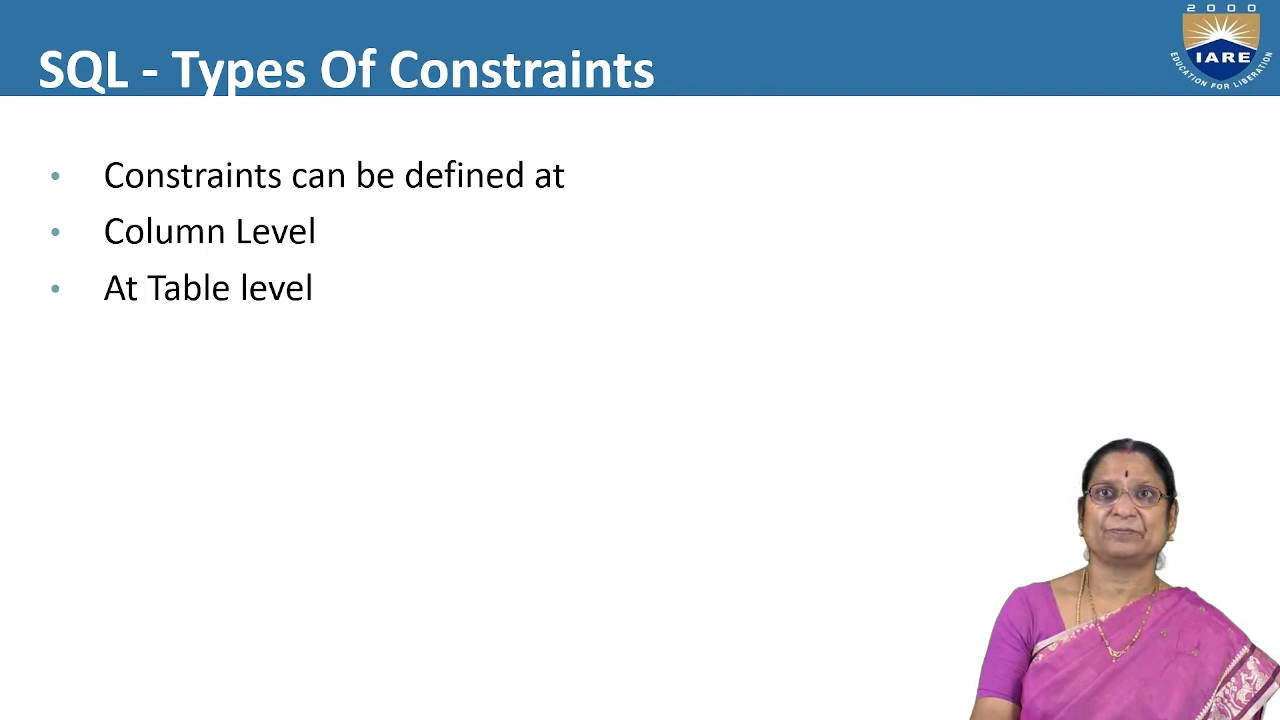 2 0 0 0
SQL - Types Of Constraints
IARE
EDUCATION FOR LIBERATION
• Constraints can be defined at
• Column Level
• At Table level